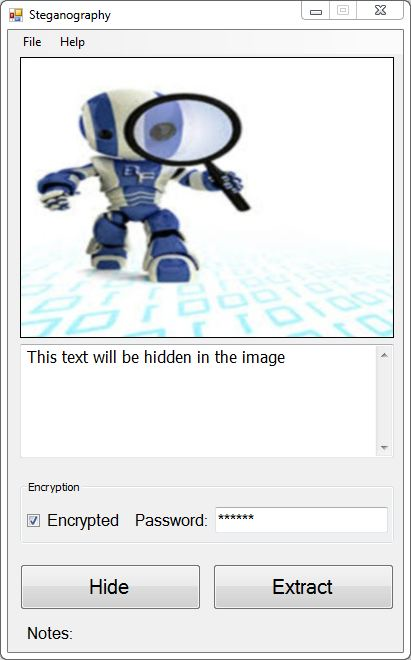 Steganography
File Help
This text will be hidden in the image
Encryption
Encrypted Password: ******
Hide Extract
Notes: